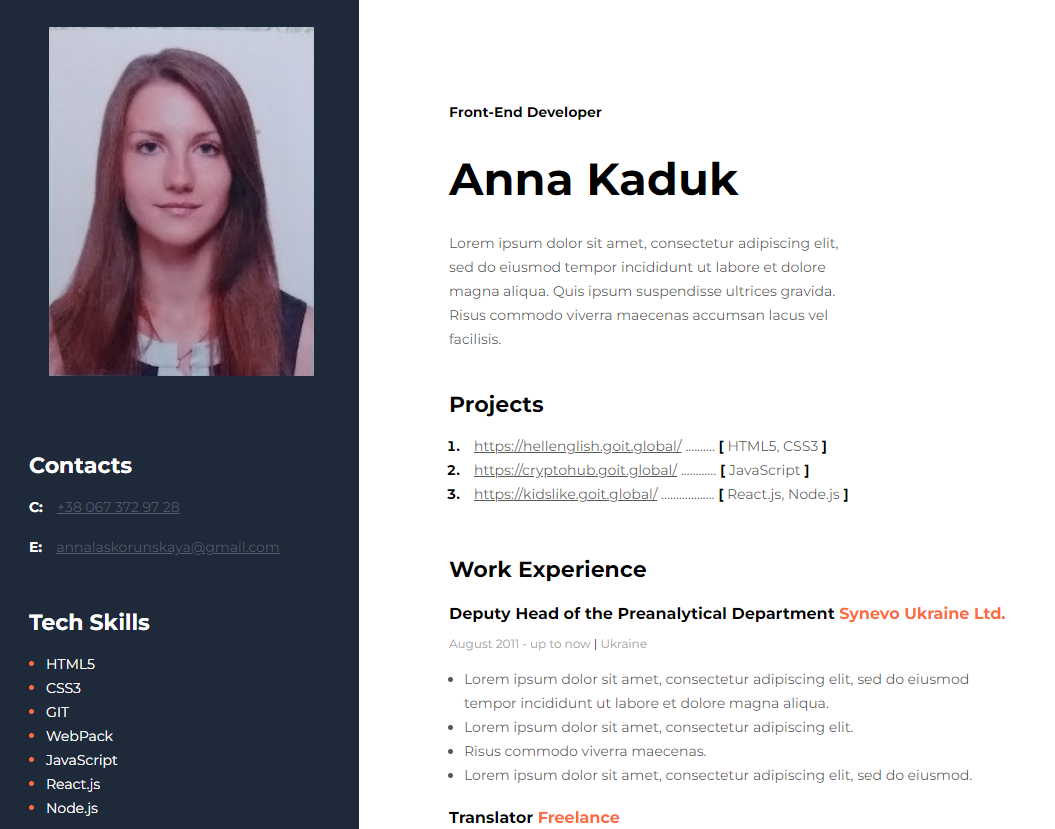 Contacts
C: +38 067 372 97 28
E: annalaskorunskaya@gmail.com
Tech Skills
HTML5
CSS3
GIT
WebPack
JavaScript
React.js
Node.js
Front-End Developer
Anna Kaduk
Lorem ipsum dolor sit amet, consectetur adipiscing elit,
sed do eiusmod tempor incididunt ut labore et dolore
magna aliqua. Quis ipsum suspendisse ultrices gravida.
Risus commodo viverra maecenas accumsan lacus vel
facilisis.
Projects
1. https://hellenglish.goit.global/ .......... [ HTML5, CSS3 ]
2. https://cryptohub.goit.global/ ............ [ JavaScript ]
3. https://kidslike.goit.global/ .................. [ React.js, Node.js ]
Work Experience
Deputy Head of the Preanalytical Department Synevo Ukraine Ltd.
August 2011 - up to now | Ukraine
Lorem ipsum dolor sit amet, consectetur adipiscing elit, sed do eiusmod
tempor incididunt ut labore et dolore magna aliqua.
Lorem ipsum dolor sit amet, consectetur adipiscing elit.
Risus commodo viverra maecenas.
Lorem ipsum dolor sit amet, consectetur adipiscing elit, sed do eiusmod.
Translator Freelance